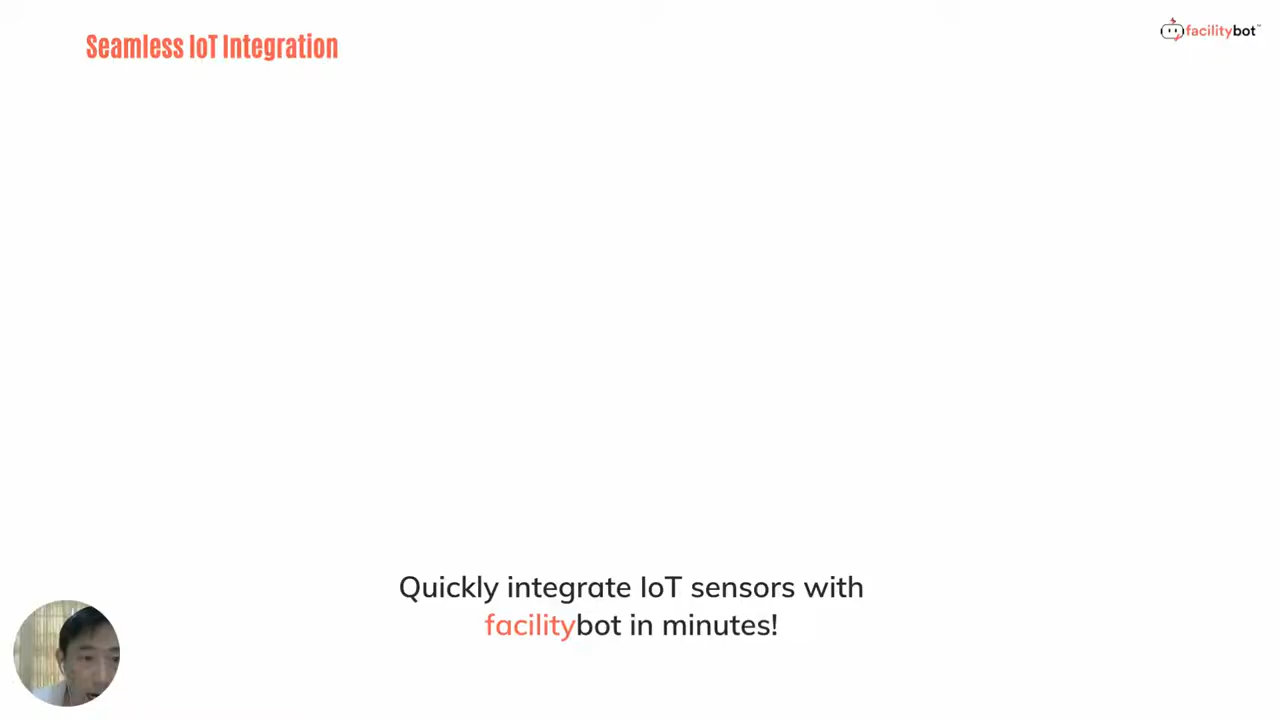 Seamless IoT Integration
facilitybot™
Quickly integrate IoT sensors with
facilitybot in minutes!